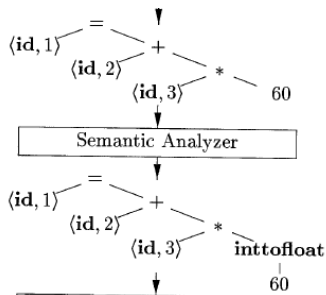 =
⟨id, 1⟩
+
⟨id, 2⟩
*
⟨id, 3⟩
60
Semantic Analyzer
=
⟨id, 1⟩
+
⟨id, 2⟩
*
⟨id, 3⟩
inttofloat
60